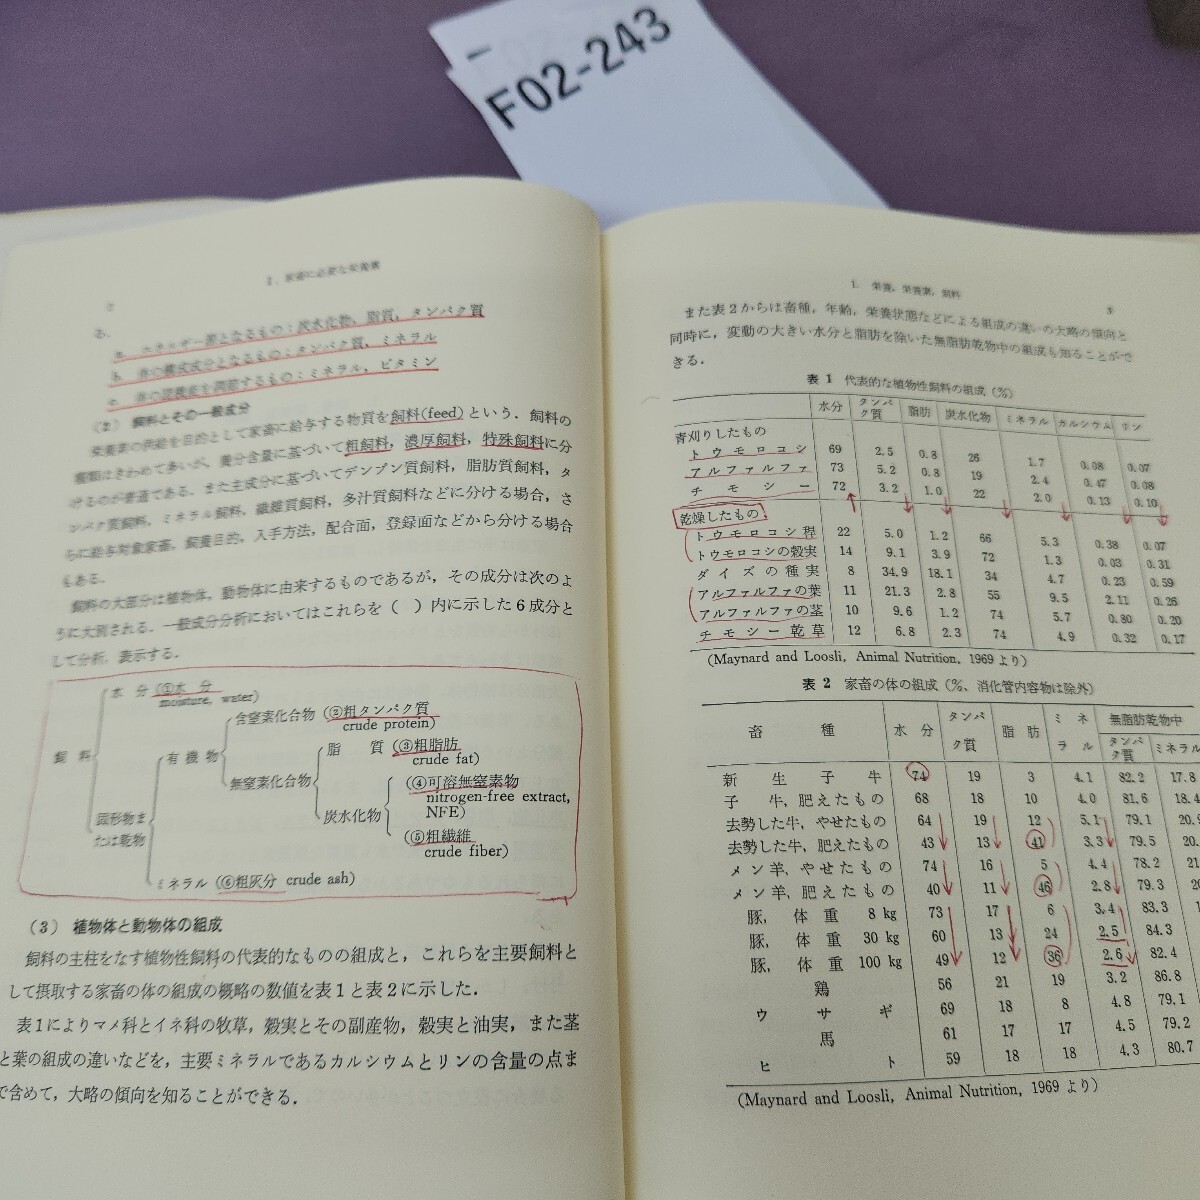 F02-243
2
I. 家畜に必要な栄養素
る.
a. エネルギー源となるもの：炭水化物, 脂質, タンパク質
b. 体の構成成分となるもの：タンパク質, ミネラル
c. 体の諸機能を調節するもの：ミネラル, ビタミン
(2) 飼料とその一般成分
栄養素の供給を目的として家畜に給与する物質を飼料(feed)という. 飼料の
種類はきわめて多いが, 養分含量に基づいて粗飼料, 濃厚飼料, 特殊飼料に分
けるのが普通である. また主成分に基づいてデンプン質飼料, 脂肪質飼料, タ
ンパク質飼料, ミネラル飼料, 繊維質飼料, 多汁質飼料などに分ける場合, さ
らに給与対象家畜, 飼養目的, 入手方法, 配合面, 登録面などから分ける場合
もある.
飼料の大部分は植物体, 動物体に由来するものであるが, その成分は次のよ
うに大別される. 一般成分分析においてはこれらを（ ）内に示した6成分と
して分析, 表示する.
飼料
水分 (①水分 moisture, water)
固形物または乾物
有機物
含窒素化合物 (②粗タンパク質 crude protein)
無窒素化合物
脂質 (③粗脂肪 crude fat)
炭水化物
(④可溶無窒素物 nitrogen-free extract, NFE)
(⑤粗繊維 crude fiber)
ミネラル (⑥粗灰分 crude ash)
(3) 植物体と動物体の組成
飼料の主柱をなす植物性飼料の代表的なものの組成と, これらを主要飼料と
して摂取する家畜の体の組成の概略の数値を表1と表2に示した.
表1によりマメ科とイネ科の牧草, 穀実とその副産物, 穀実と油実, また茎
と葉の組成の違いなどを, 主要ミネラルであるカルシウムとリンの含量の点ま
で含めて, 大略の傾向を知ることができる.
1. 栄養, 栄養素, 飼料
3
また表2からは畜種, 年齢, 栄養状態などによる組成の違いの大略の傾向と
同時に, 変動の大きい水分と脂肪を除いた無脂肪乾物中の組成も知ることがで
きる.
表 1 代表的な植物性飼料の組成 (%)
水分 タンパク質 脂肪 炭水化物 ミネラル カルシウム リン
青刈りしたもの
トウモロコシ 69 2.5 0.8 26 1.7 0.08 0.07
アルファルファ 73 5.2 0.8 19 2.4 0.47 0.08
チモシー 72 3.2 1.0 22 2.0 0.13 0.10
乾燥したもの
トウモロコシ稈 22 5.0 1.2 66 5.3 0.38 0.07
トウモロコシの穀実 14 9.1 3.9 72 1.3 0.03 0.31
ダイズの種実 8 34.9 18.1 34 4.7 0.23 0.59
アルファルファの葉 11 21.3 2.8 55 9.5 2.11 0.26
アルファルファの茎 10 9.6 1.2 74 5.7 0.80 0.20
チモシー乾草 12 6.8 2.3 74 4.9 0.32 0.17
(Maynard and Loosli, Animal Nutrition, 1969 より)
表 2 家畜の体の組成 (%、消化管内容物は除外)
畜種 水分 タンパク質 脂肪 ミネラル 無脂肪乾物中
タンパク質 ミネラル
新生子牛 74 19 3 4.1 82.2 17.8
子牛, 肥えたもの 68 18 10 4.0 81.6 18.4
去勢した牛, やせたもの 64 19 12 5.1 79.1 20.9
去勢した牛, 肥えたもの 43 13 41 3.3 79.5 20.
メン羊, やせたもの 74 16 5 4.4 78.2 21
メン羊, 肥えたもの 40 11 46 2.8 79.3 20
豚, 体重 8 kg 73 17 6 3.4 83.3 1
豚, 体重 30 kg 60 13 24 2.5 84.3
豚, 体重 100 kg 49 12 36 2.6 82.4
鶏 56 21 19 3.2 86.8
ウサギ 69 18 8 4.8 79.1
馬 61 17 17 4.5 79.2
ヒト 59 18 18 4.3 80.7
(Maynard and Loosli, Animal Nutrition, 1969 より)